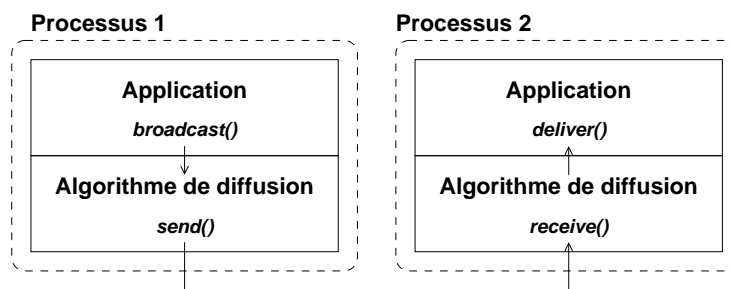 Processus 1
Application
broadcast()
Algorithme de diffusion
send()
Processus 2
Application
deliver()
Algorithme de diffusion
receive()